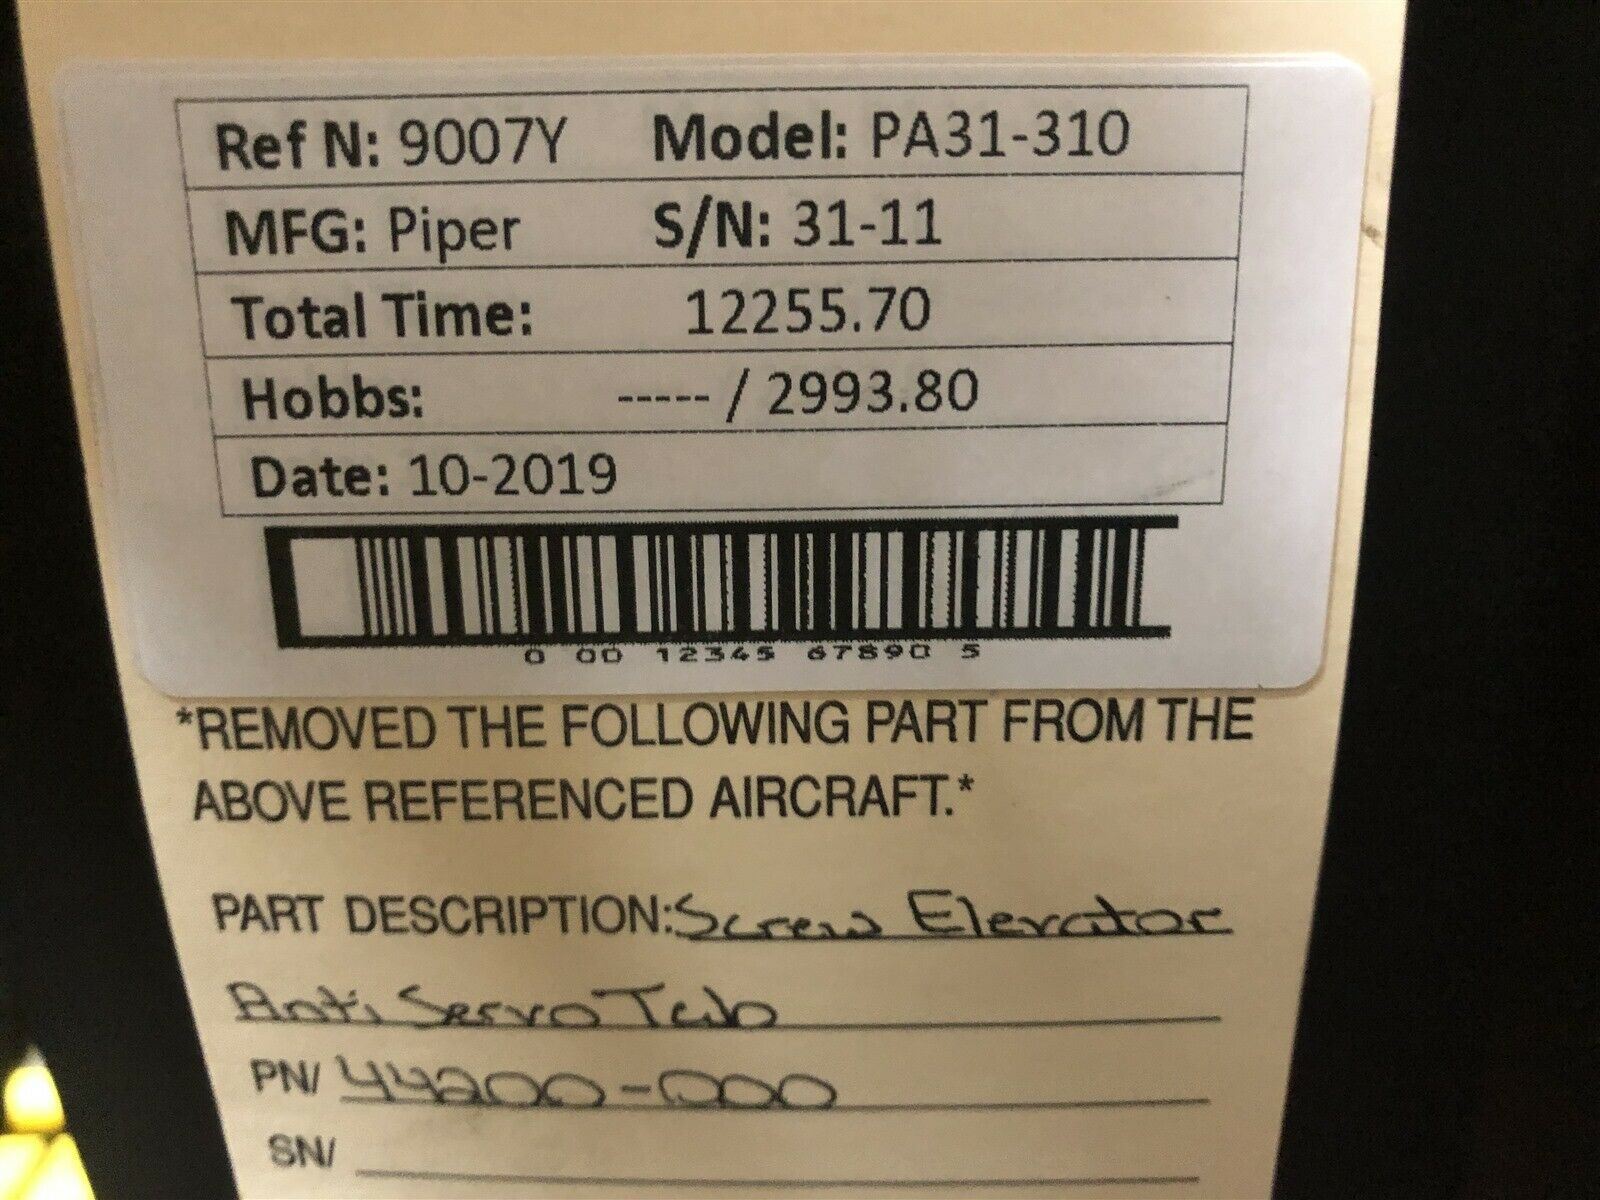 Ref N: 9007Y Model: PA31-310
MFG: Piper S/N: 31-11
Total Time: 12255.70
Hobbs: ----- / 2993.80
Date: 10-2019
0 00 12345 67890 5
*REMOVED THE FOLLOWING PART FROM THE
ABOVE REFERENCED AIRCRAFT.*
PART DESCRIPTION: Screw Elevator
Anti Servo Tab
PN/ 44200-000
SN/